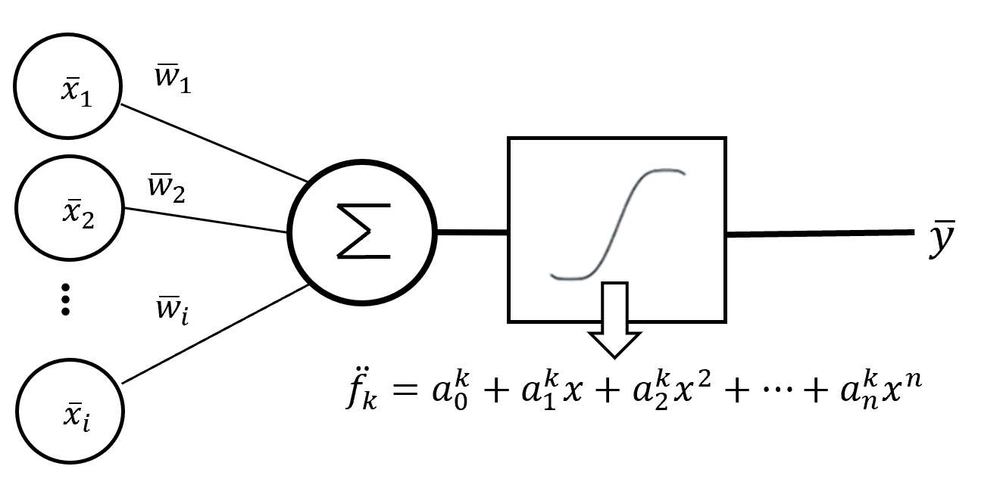 x̄₁
w̄₁
x̄₂
w̄₂
⋮
w̄ᵢ
x̄ᵢ
∑
ȳ
f̈ₖ = a₀ᵏ + a₁ᵏx + a₂ᵏx² + ⋯ + aₙᵏxⁿ